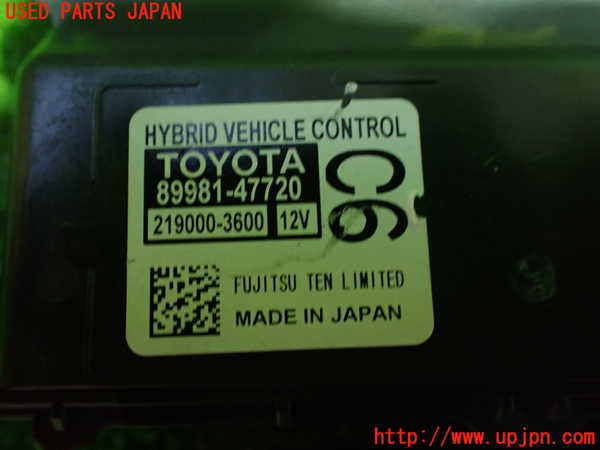 USED PARTS JAPAN
HYBRID VEHICLE CONTROL
TOYOTA
89981-47720
219000-3600 12V
C6
FUJITSU TEN LIMITED
MADE IN JAPAN
http://www.upjpn.com